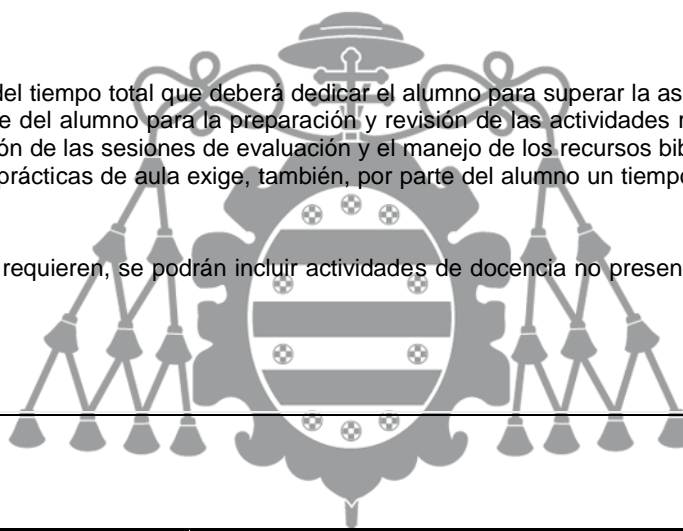 del tiempo total que deberá dedicar el alumno para superar la as
e del alumno para la preparación y revisión de las actividades
ón de las sesiones de evaluación y el manejo de los recursos bib
prácticas de aula exige, también, por parte del alumno un tiempo
requieren, se podrán incluir actividades de docencia no presen